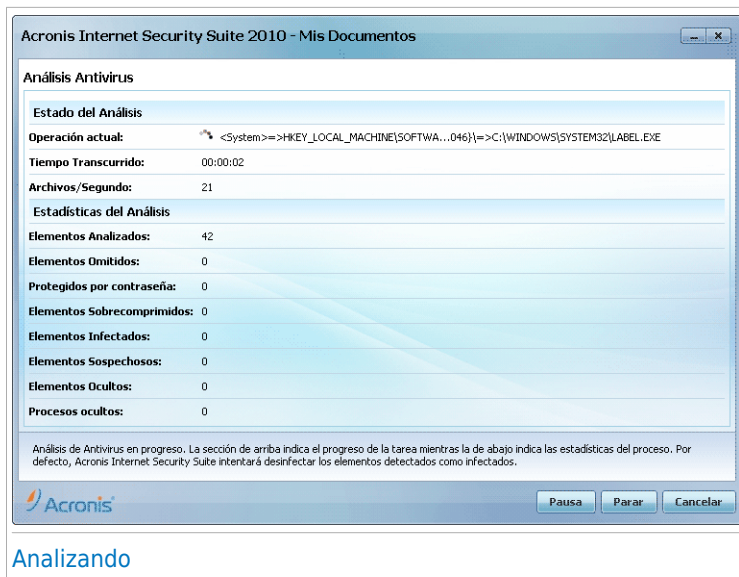 Acronis Internet Security Suite 2010 - Mis Documentos
Análisis Antivirus
Estado del Análisis
Operación actual: <System>=>HKEY_LOCAL_MACHINE\SOFTWA...046}\=>C:\WINDOWS\SYSTEM32\LABEL.EXE
Tiempo Transcurrido: 00:00:02
Archivos/Segundo: 21
Estadísticas del Análisis
Elementos Analizados: 42
Elementos Omitidos: 0
Protegidos por contraseña: 0
Elementos Sobrecomprimidos: 0
Elementos Infectados: 0
Elementos Sospechosos: 0
Elementos Ocultos: 0
Procesos ocultos: 0
Análisis de Antivirus en progreso. La sección de arriba indica el progreso de la tarea mientras la de abajo indica las estadísticas del proceso. Por
defecto, Acronis Internet Security Suite intentará desinfectar los elementos detectados como infectados.
Acronis Pausa Parar Cancelar
Analizando